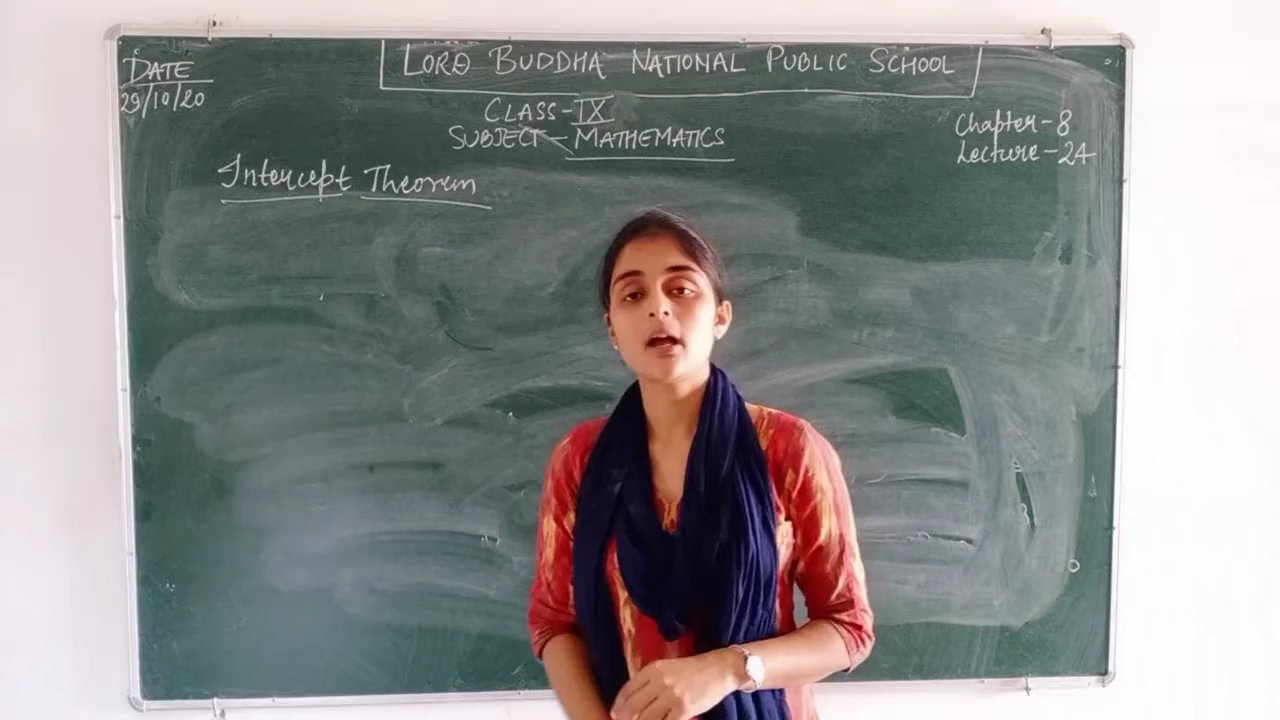 LORD BUDDHA NATIONAL PUBLIC SCHOOL
DATE
29/10/20
CLASS-IX
SUBJECT-MATHEMATICS
Chapter-8
Lecture-24
Intercept Theorem